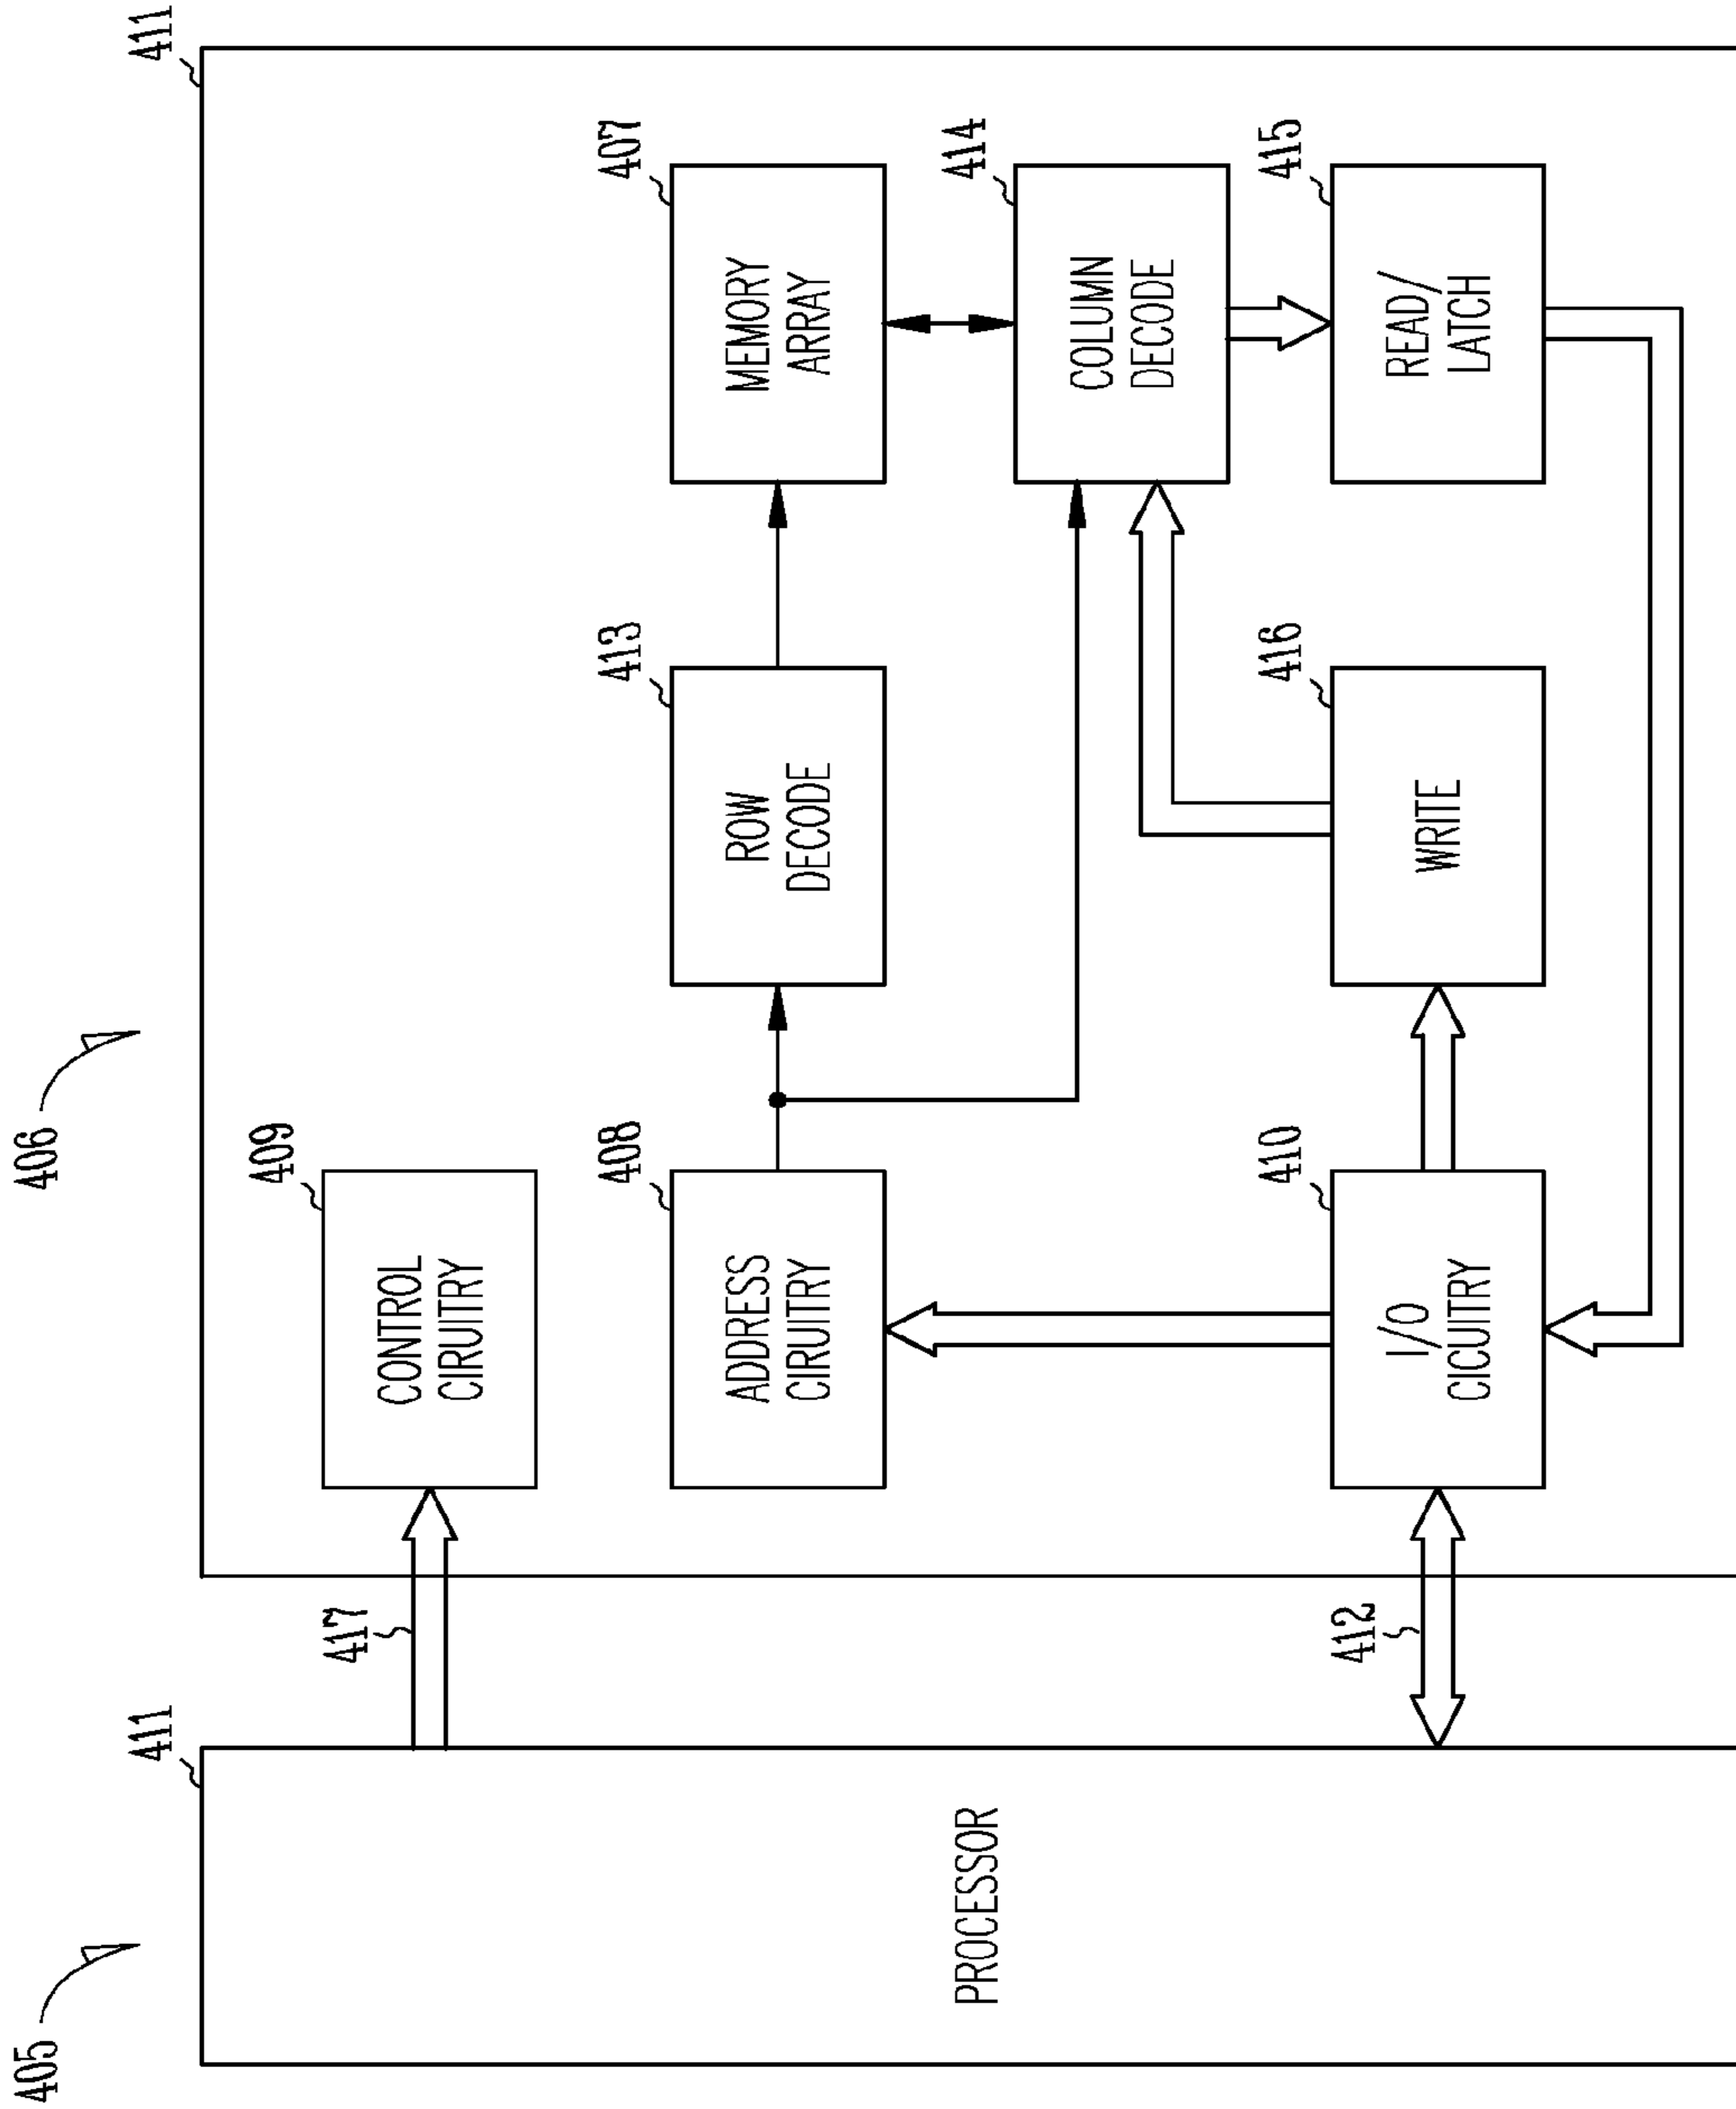 405
406
411
411
409
417
CONTROL
CIRUITRY
408
413
407
ADDRESS
CIRUITRY
ROW
DECODE
MEMORY
ARRAY
PROCESSOR
414
COLUMN
DECODE
412
410
416
415
I/O
CICUITRY
WRITE
READ/
LATCH